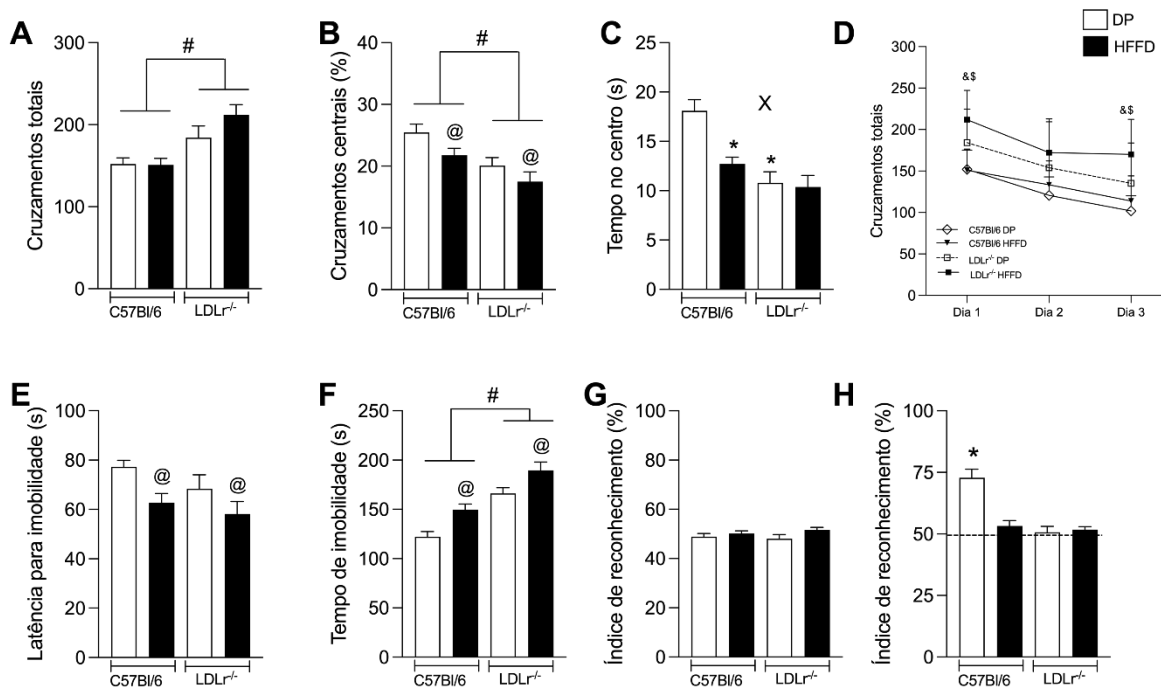 DP
HFFD
A
Cruzamentos totais
300
200
100
0
#
C57Bl/6
LDLr-/-
B
Cruzamentos centrais (%)
40
30
20
10
0
#
@
@
C57Bl/6
LDLr-/-
C
Tempo no centro (s)
25
20
15
10
5
0
*
X
*
C57Bl/6
LDLr-/-
D
Cruzamentos totais
300
250
200
150
100
50
0
&$
&$
C57Bl/6 DP
C57Bl/6 HFFD
LDLr-/- DP
LDLr-/- HFFD
Dia 1
Dia 2
Dia 3
E
Latência para imobilidade (s)
100
80
60
40
20
0
@
@
C57Bl/6
LDLr-/-
F
Tempo de imobilidade (s)
250
200
150
100
50
0
#
@
@
C57Bl/6
LDLr-/-
G
Índice de reconhecimento (%)
100
80
60
40
20
0
C57Bl/6
LDLr-/-
H
Índice de reconhecimento (%)
100
75
50
25
0
*
C57Bl/6
LDLr-/-